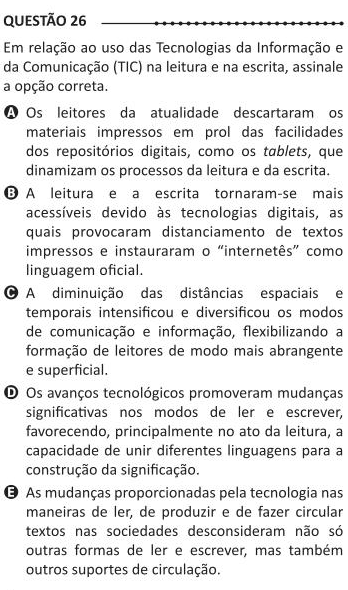 QUESTÃO 26
Em relação ao uso das Tecnologias da Informação e
da Comunicação (TIC) na leitura e na escrita, assinale
a opção correta.
A Os leitores da atualidade descartaram os
materiais impressos em prol das facilidades
dos repositórios digitais, como os tablets, que
dinamizam os processos da leitura e da escrita.
B A leitura e a escrita tornaram-se mais
acessíveis devido às tecnologias digitais, as
quais provocaram distanciamento de textos
impressos e instauraram o “internetês” como
linguagem oficial.
C A diminuição das distâncias espaciais e
temporais intensificou e diversificou os modos
de comunicação e informação, flexibilizando a
formação de leitores de modo mais abrangente
e superficial.
D Os avanços tecnológicos promoveram mudanças
significativas nos modos de ler e escrever,
favorecendo, principalmente no ato da leitura, a
capacidade de unir diferentes linguagens para a
construção da significação.
E As mudanças proporcionadas pela tecnologia nas
maneiras de ler, de produzir e de fazer circular
textos nas sociedades desconsideram não só
outras formas de ler e escrever, mas também
outros suportes de circulação.